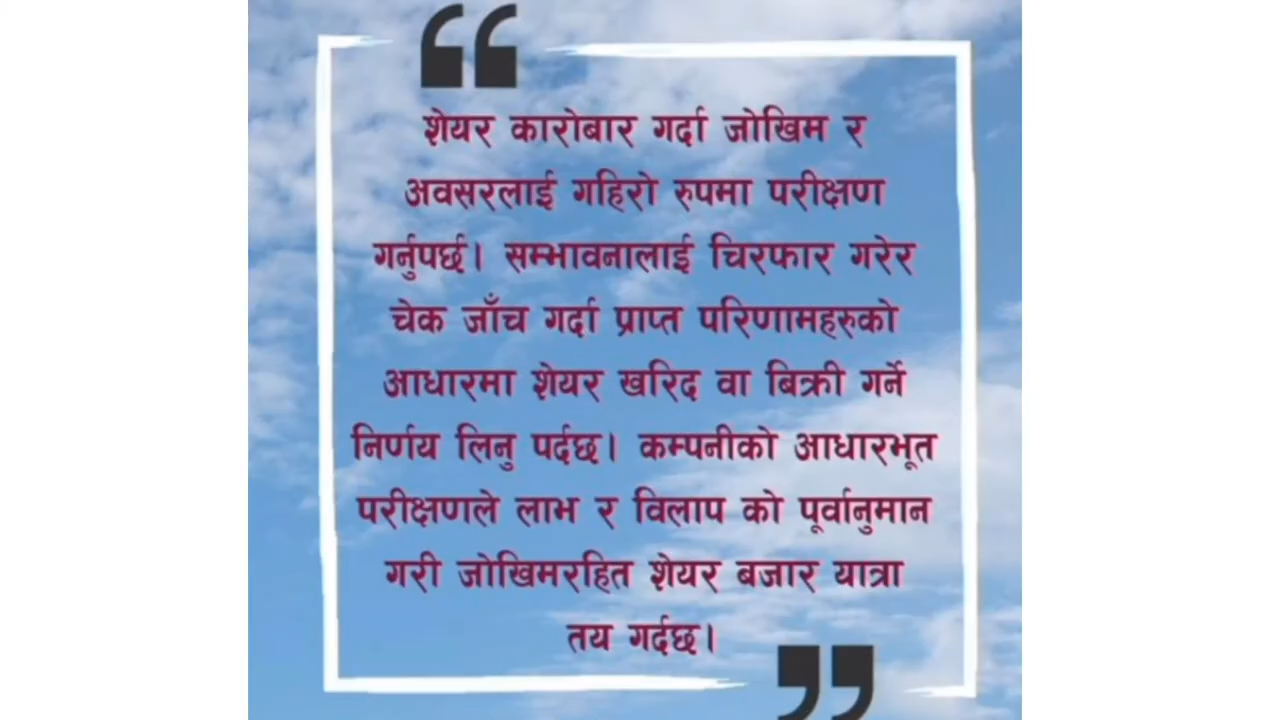 शेयर कारोबार गर्दा जोखिम र
अवसरलाई गहिरो रुपमा परीक्षण
गर्नुपर्छ। सम्भावनालाई चिरफार गरेर
चेक जाँच गर्दा प्राप्त परिणामहरुको
आधारमा शेयर खरिद वा बिक्री गर्ने
निर्णय लिनु पर्दछ। कम्पनीको आधारभूत
परीक्षणले लाभ र विलाप को पूर्वानुमान
गरी जोखिमरहित शेयर बजार यात्रा
तय गर्दछ।